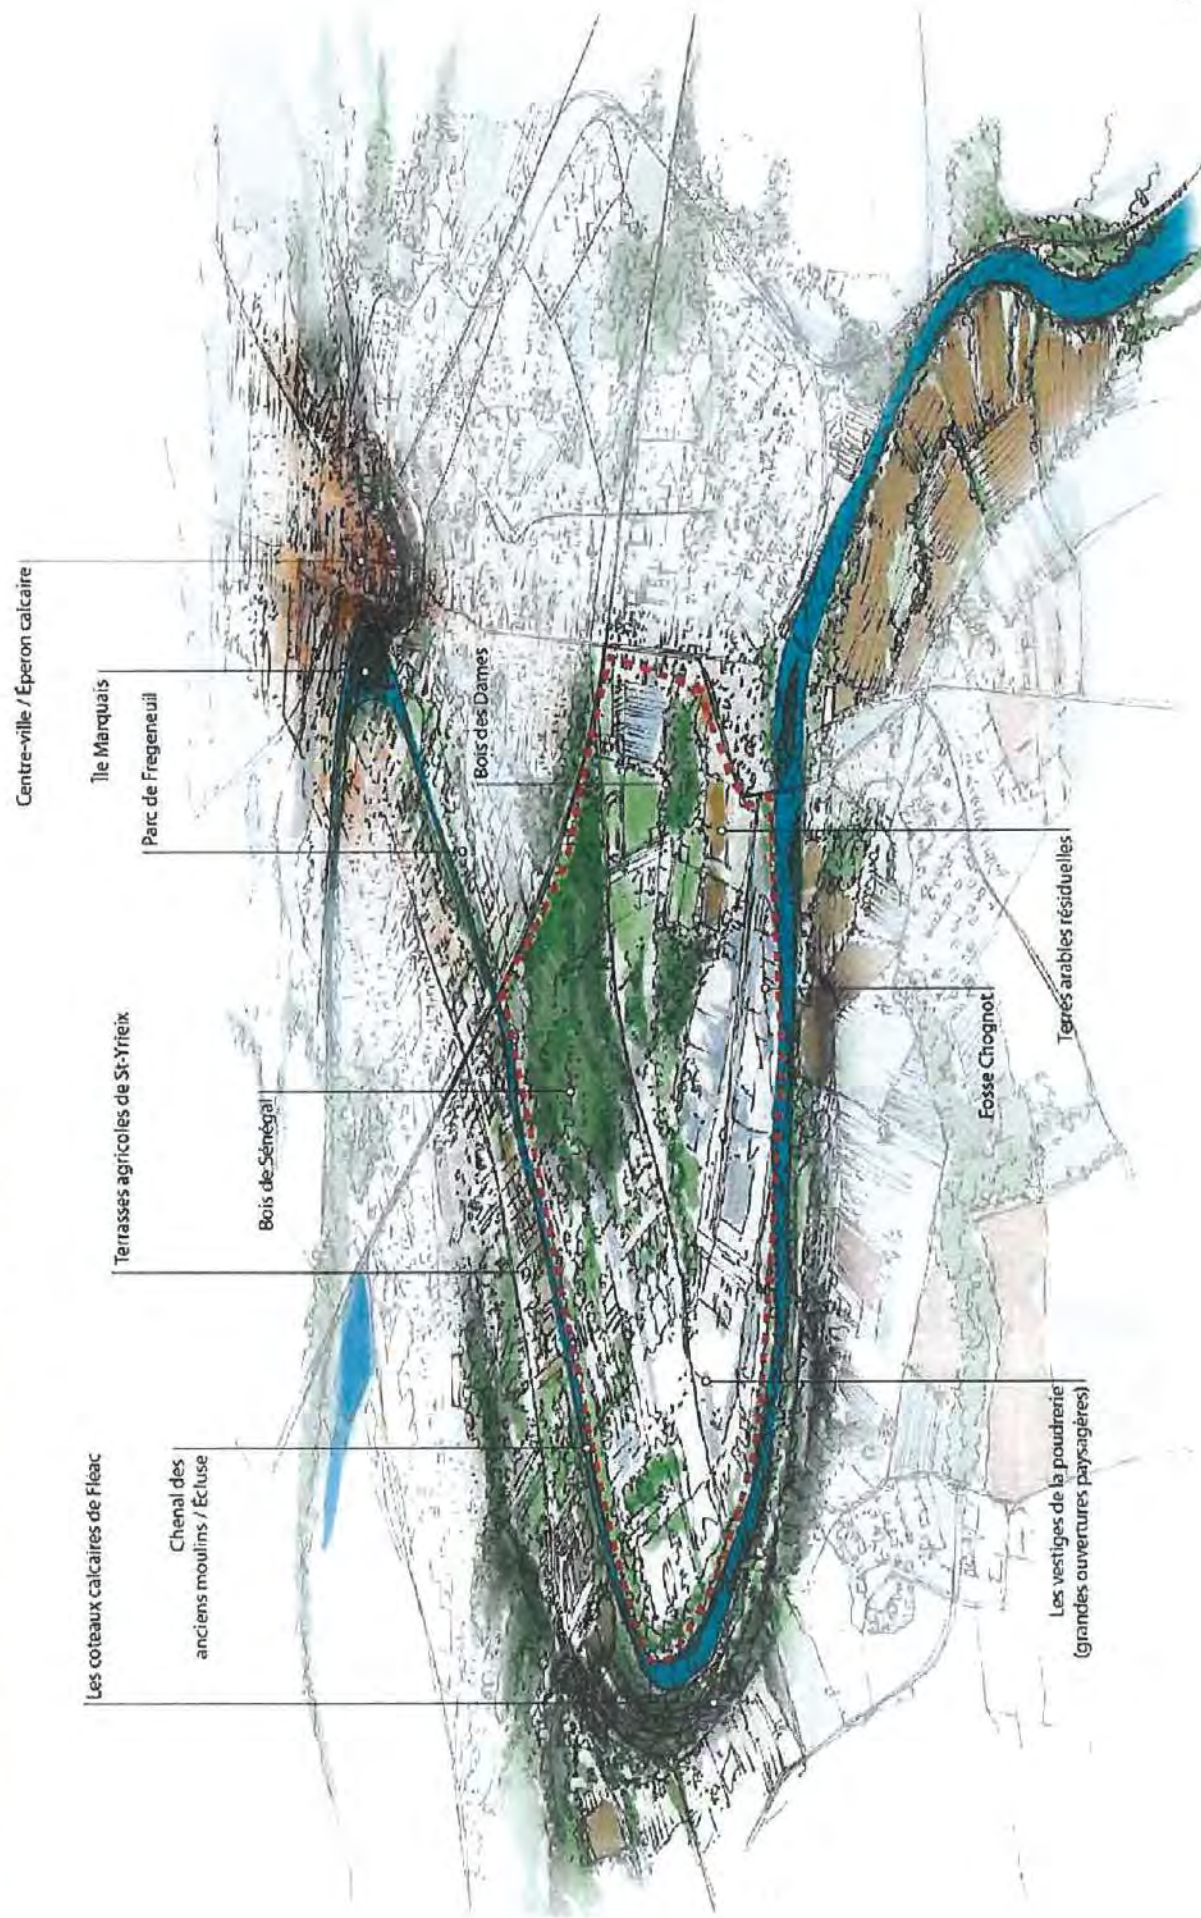 Les coteaux calcaires de Fléac
Chenal des
anciens moulins / Écluse
Terrasses agricoles de St-Yrieix
Bois de Sénégal
Parc de Fregeneuil
Île Marquais
Centre-ville / Éperon calcaire
Bois des Dames
Les vestiges de la poudrerie
(grandes ouvertures paysagères)
Fosse Chognot
Terres arables résiduelles